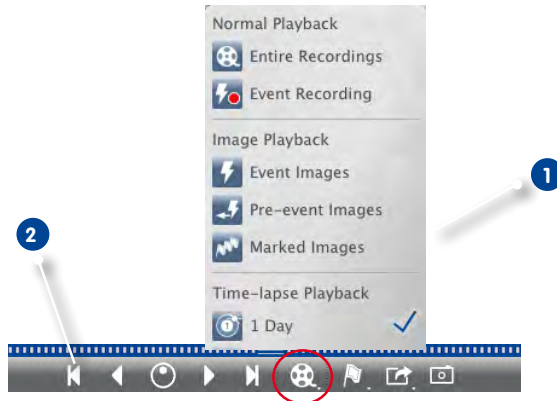 Normal Playback
Entire Recordings
Event Recording
Image Playback
Event Images
Pre-event Images
Marked Images
Time-lapse Playback
1 Day
1
2